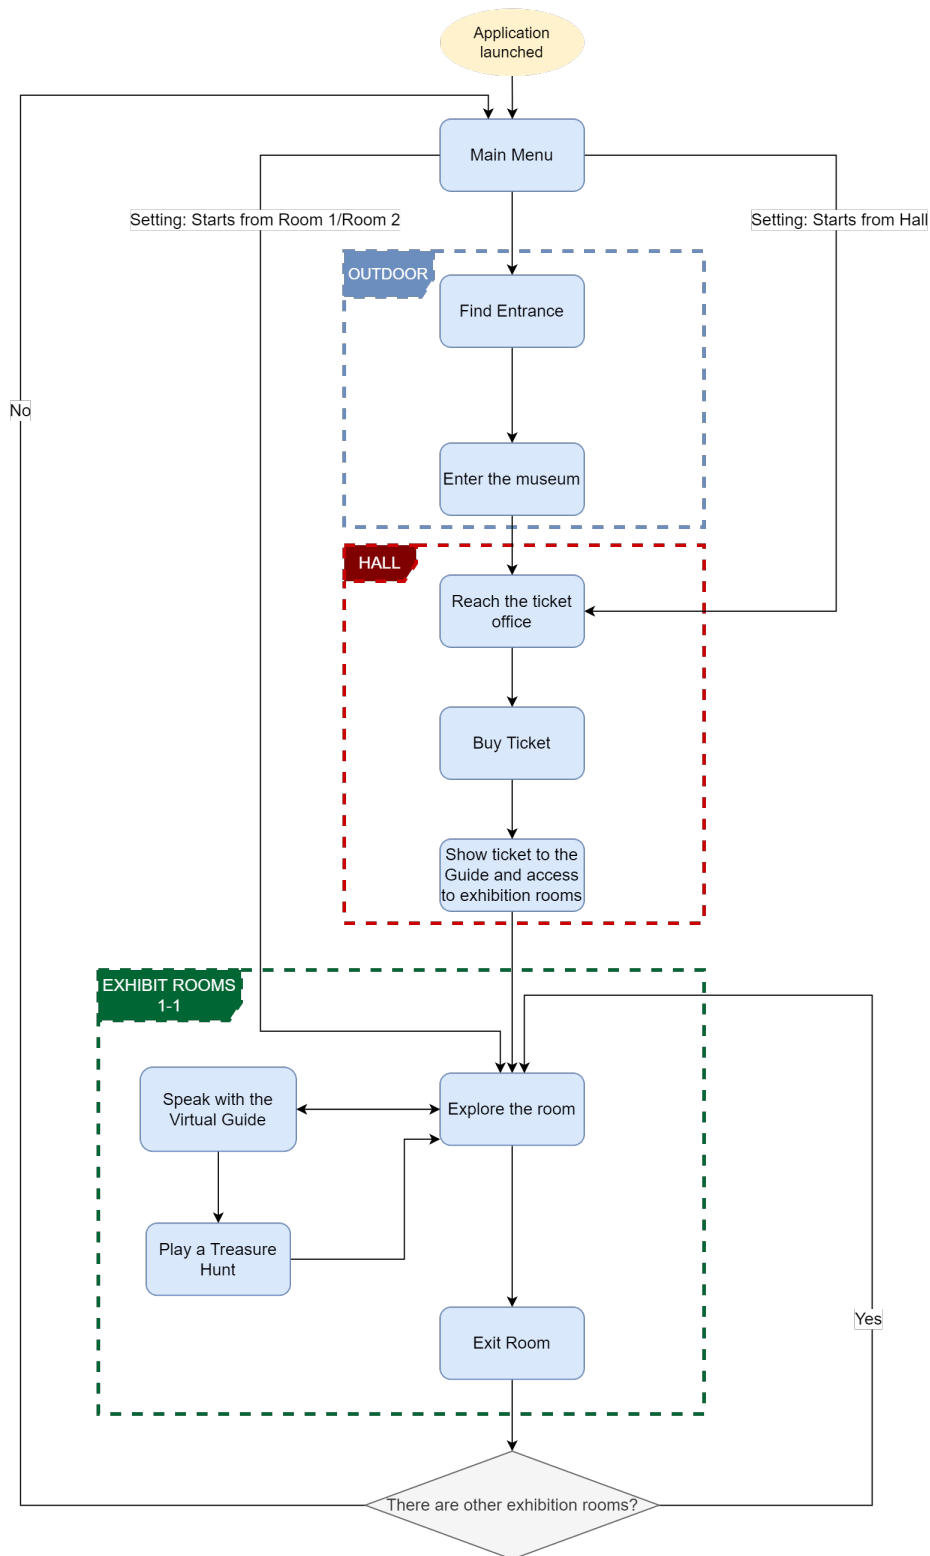 Application
launched
Main Menu
Setting: Starts from Room 1/Room 2
Setting: Starts from Hall
OUTDOOR
Find Entrance
No
Enter the museum
HALL
Reach the ticket
office
Buy Ticket
Show ticket to the
Guide and access
to exhibition rooms
EXHIBIT ROOMS
1-1
Speak with the
Virtual Guide
Explore the room
Play a Treasure
Hunt
Exit Room
Yes
There are other exhibition rooms?